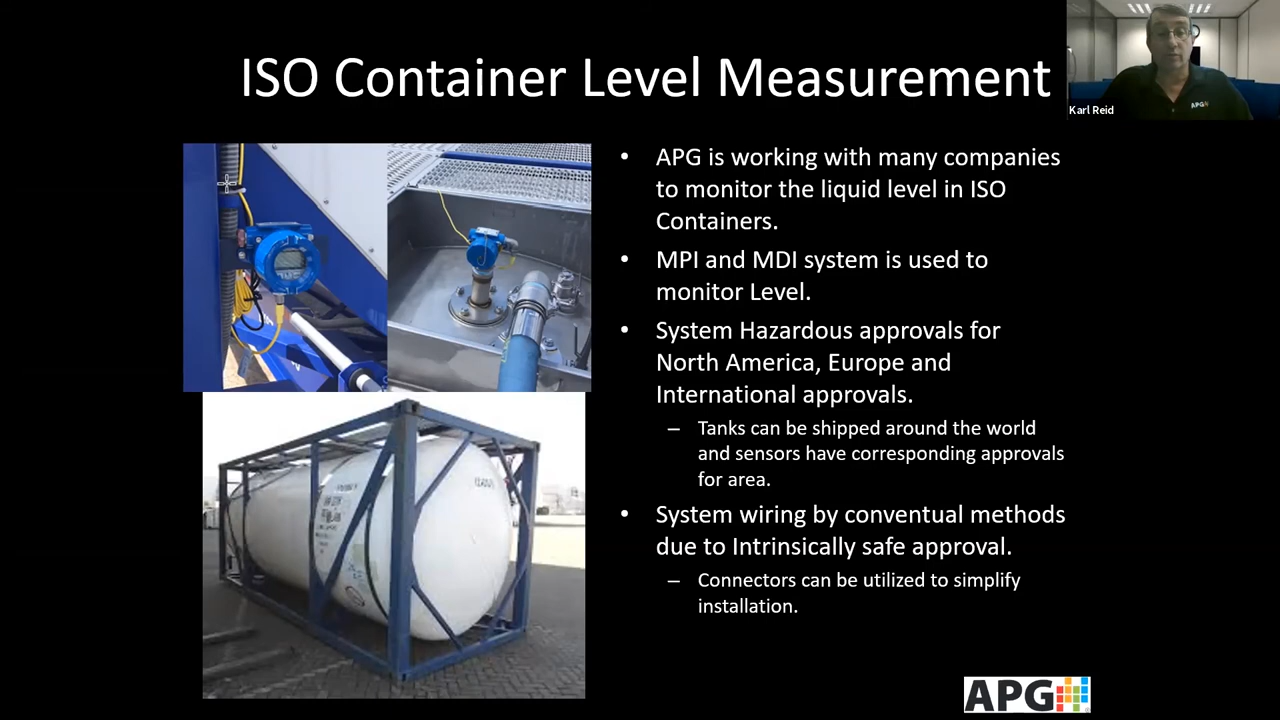 ISO Container Level Measurement
APG
Karl Reid
• APG is working with many companies
to monitor the liquid level in ISO
Containers.
• MPI and MDI system is used to
monitor Level.
• System Hazardous approvals for
North America, Europe and
International approvals.
– Tanks can be shipped around the world
and sensors have corresponding approvals
for area.
• System wiring by conventual methods
due to Intrinsically safe approval.
– Connectors can be utilized to simplify
installation.
APG